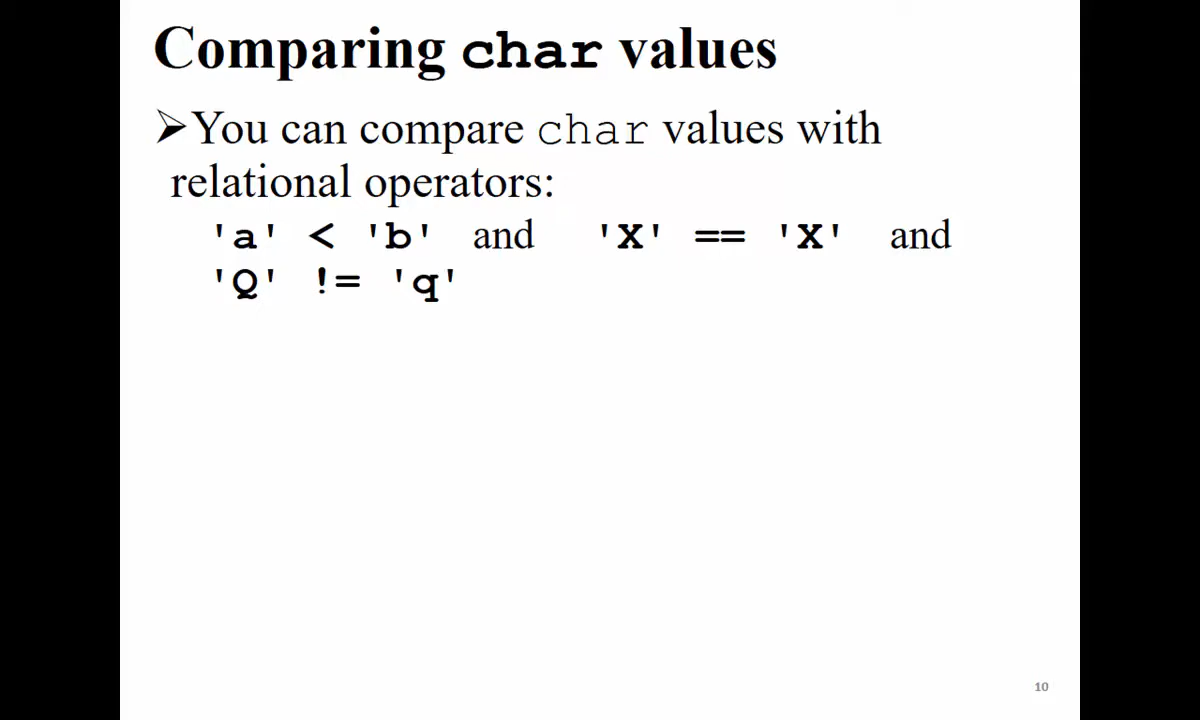 Comparing char values
➢You can compare char values with
relational operators:
'a' < 'b' and 'X' == 'X' and
'Q' != 'q'
10